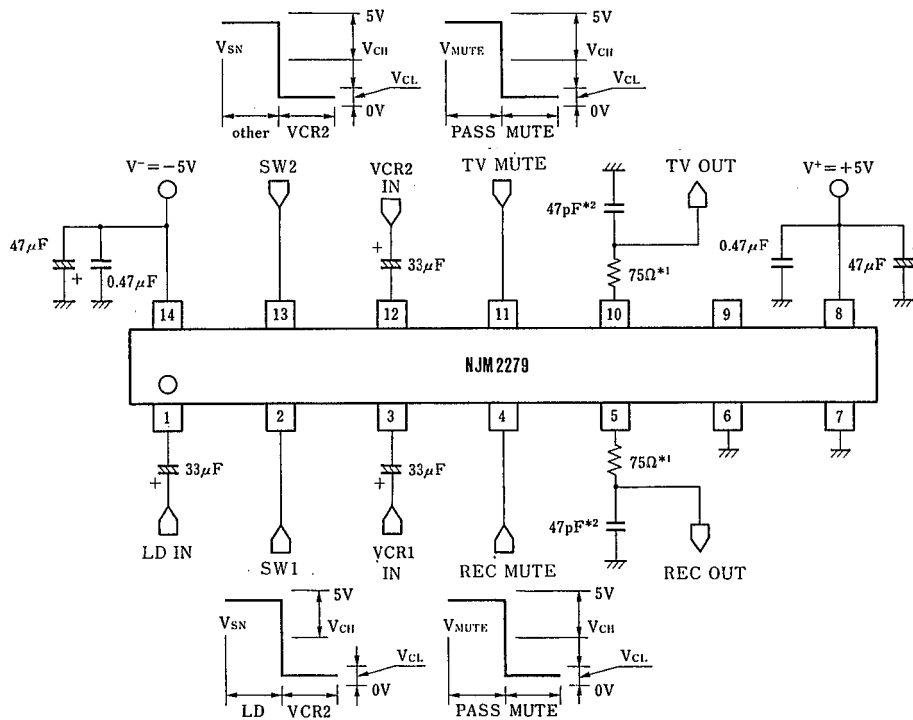 5V
VSN
VCH
VCL
0V
other VCR2
5V
VMUTE
VCH
VCL
0V
PASS MUTE
V⁻=−5V
SW2
VCR2
IN
TV MUTE
TV OUT
V⁺=+5V
47μF
+
0.47μF
+
33μF
47pF*²
75Ω*¹
0.47μF
47μF
14
13
12
11
10
9
8
NJM2279
1
2
3
4
5
6
7
33μF
+
33μF
+
75Ω*¹
47pF*²
LD IN
SW1
VCR1
IN
REC MUTE
REC OUT
5V
VSN
VCH
VCL
0V
LD VCR2
5V
VMUTE
VCH
VCL
0V
PASS MUTE